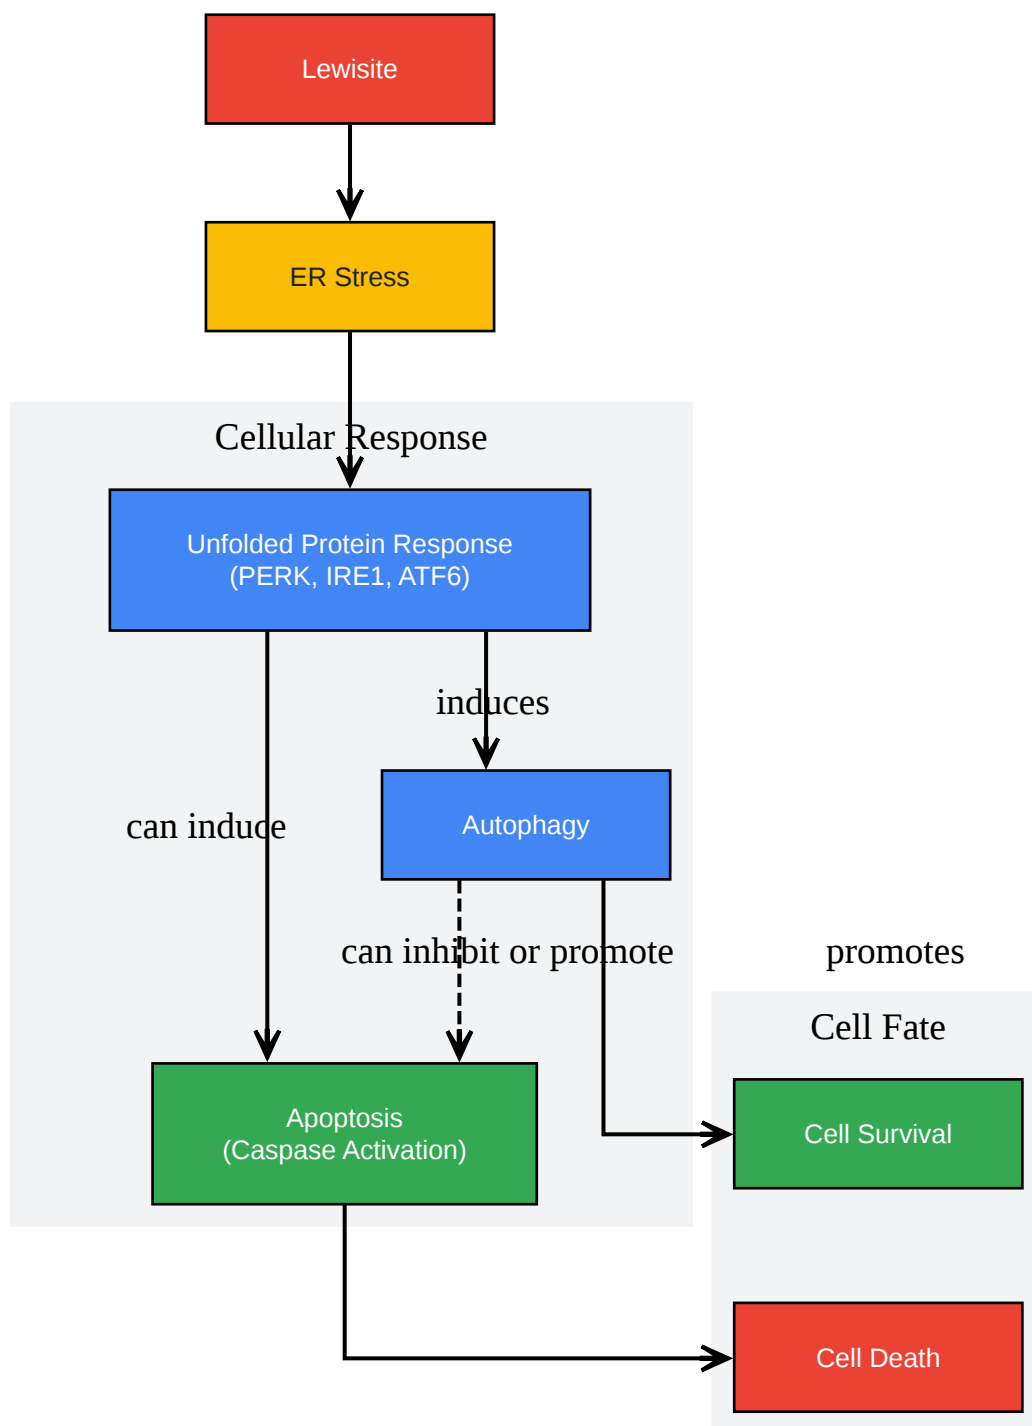 Lewisite
ER Stress
Cellular Response
Unfolded Protein Response
(PERK, IRE1, ATF6)
induces
can induce
Autophagy
can inhibit or promote
promotes
Cell Fate
Apoptosis
(Caspase Activation)
Cell Survival
Cell Death